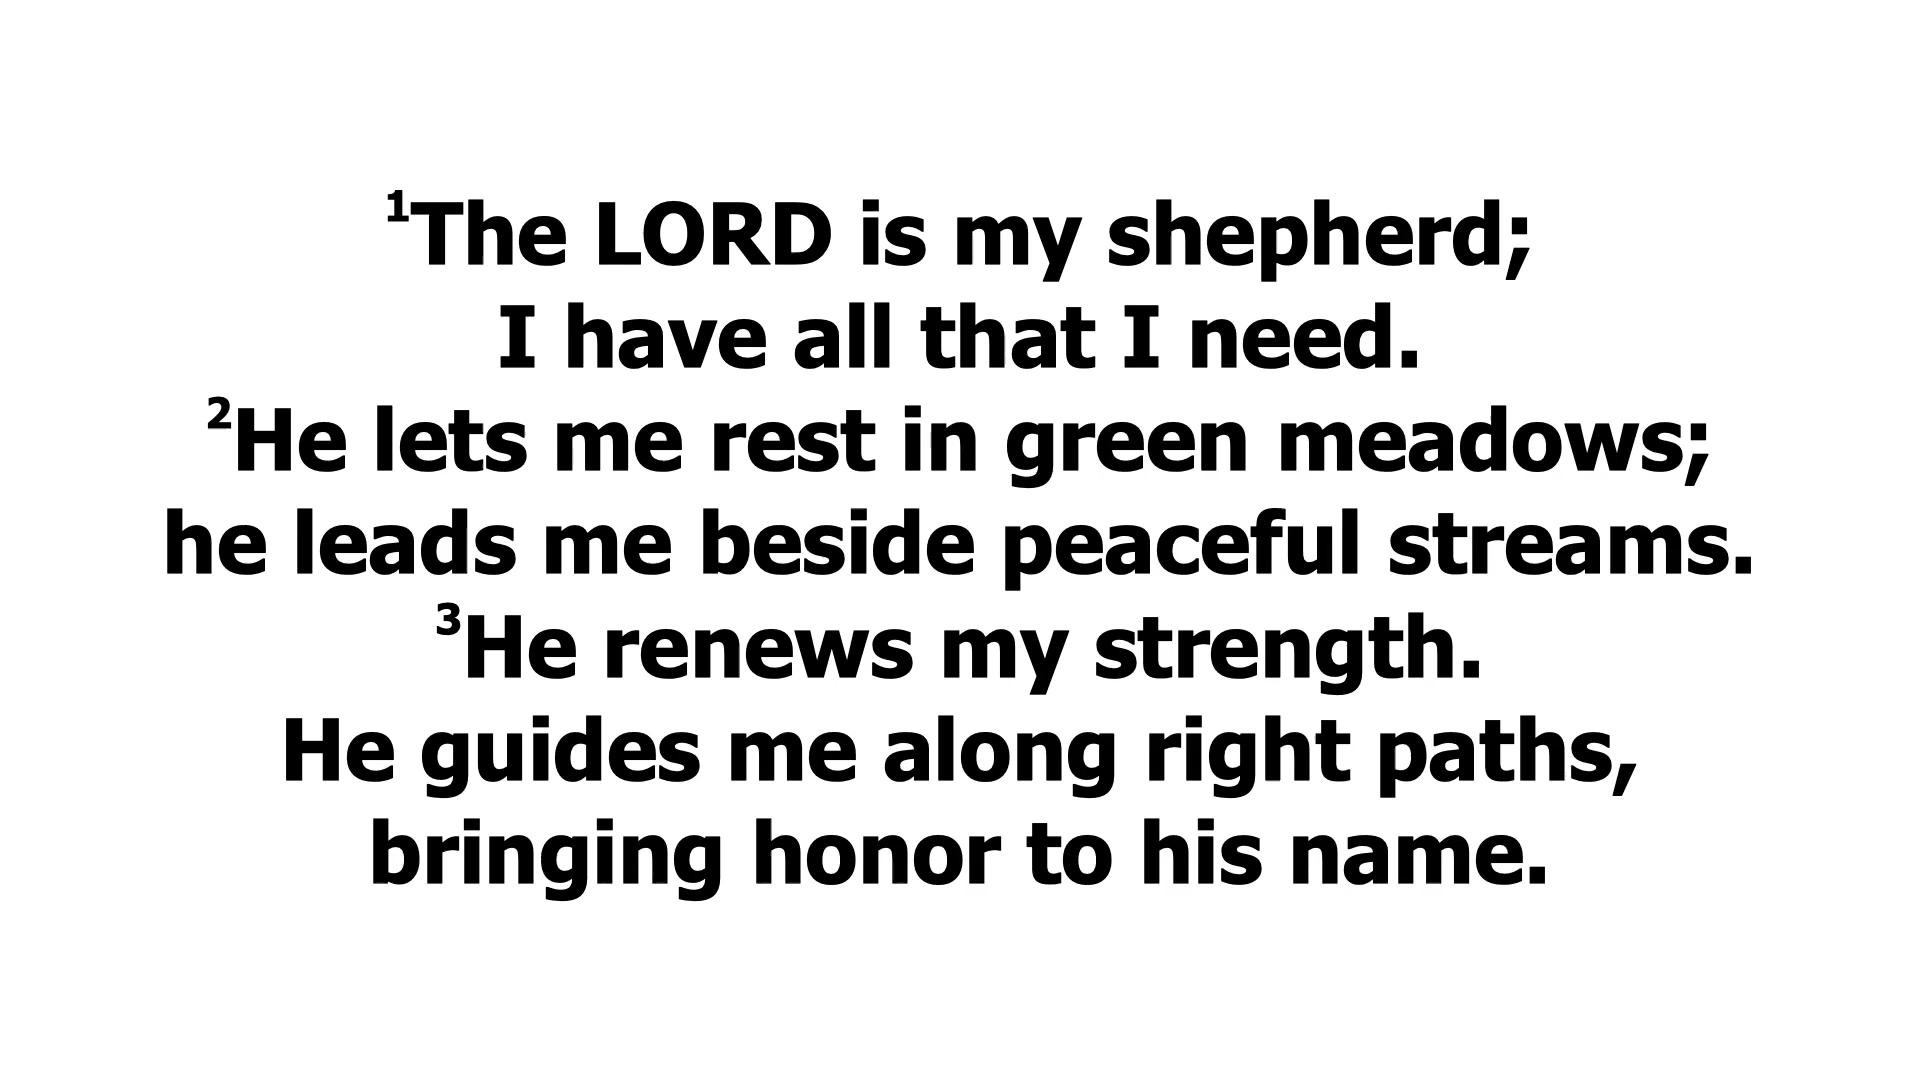 ¹The LORD is my shepherd;
I have all that I need.
²He lets me rest in green meadows;
he leads me beside peaceful streams.
³He renews my strength.
He guides me along right paths,
bringing honor to his name.